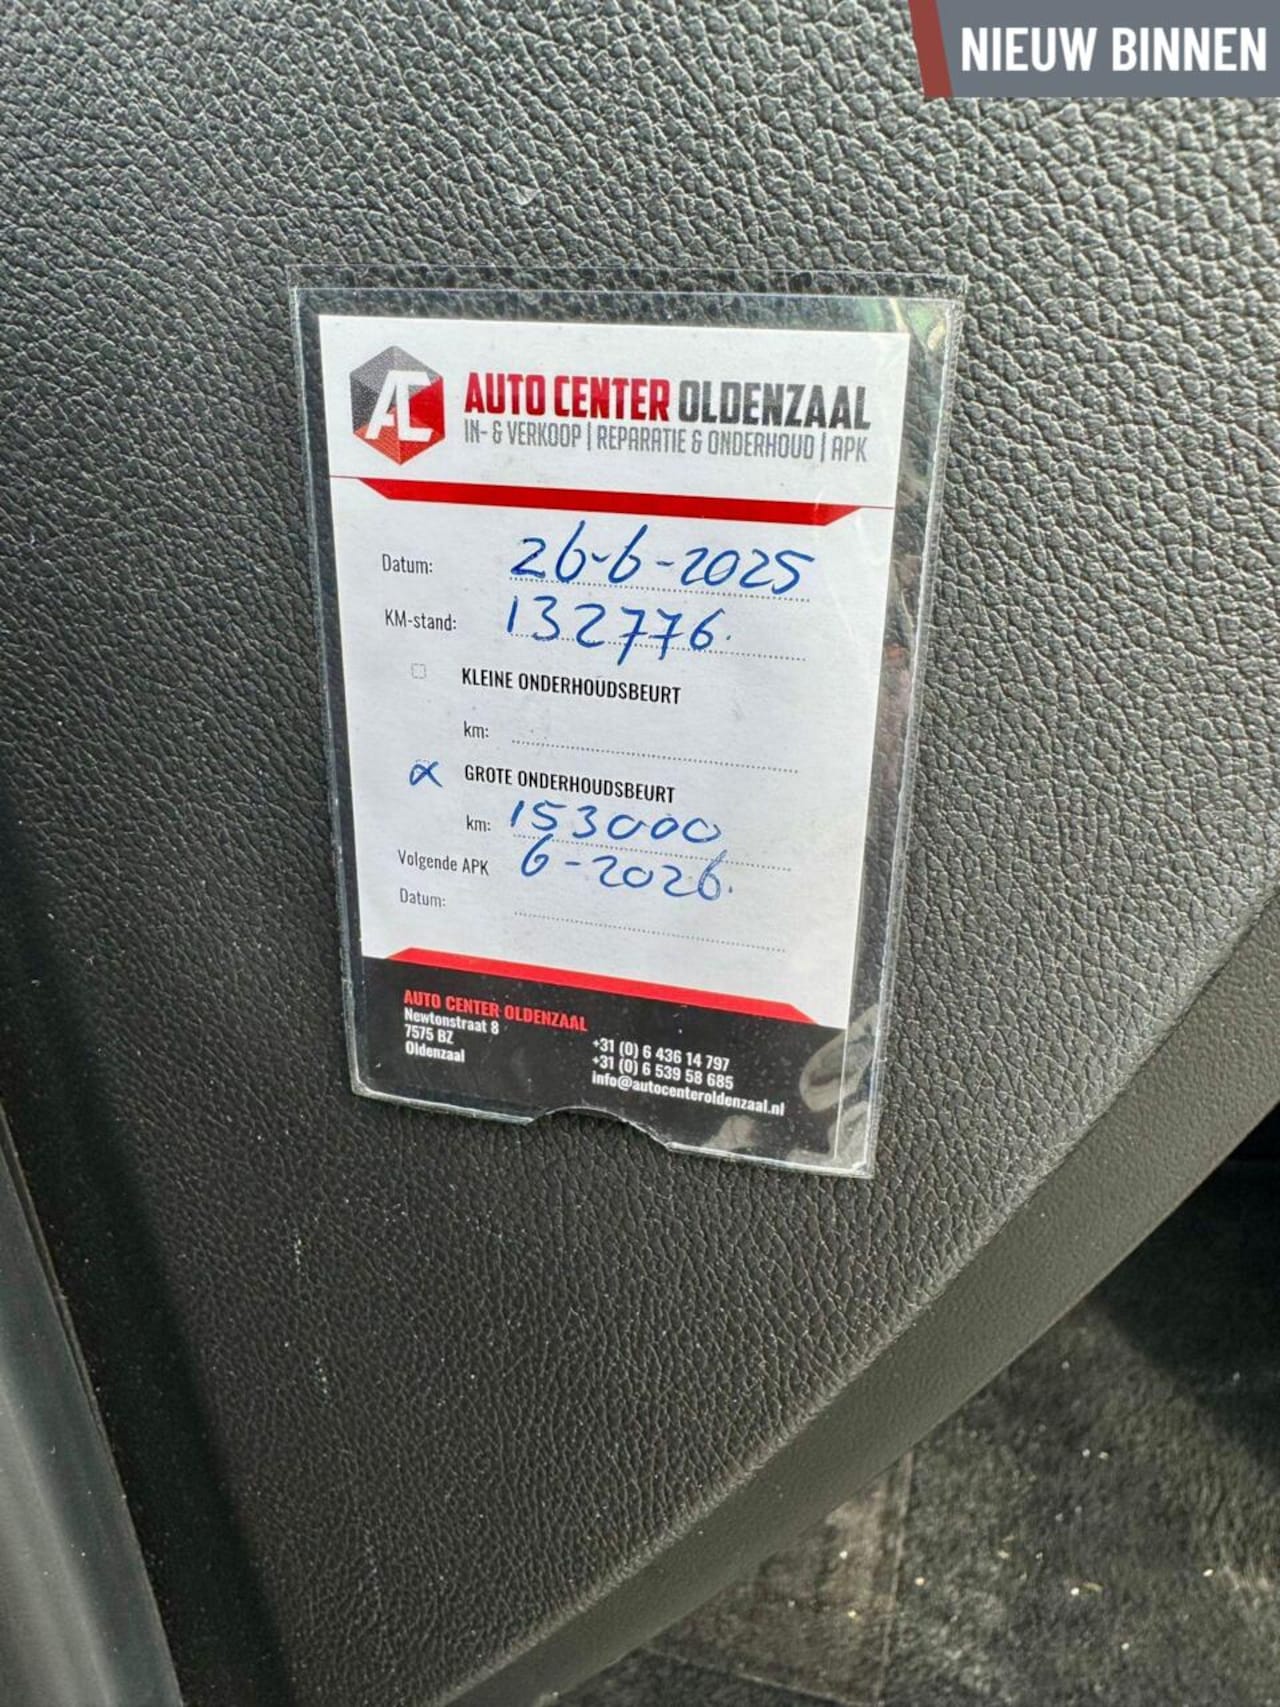 NIEUW BINNEN
AC
AUTO CENTER OLDENZAAL
IN- & VERKOOP | REPARATIE & ONDERHOUD | APK
Datum: 26-6-2025
KM-stand: 132776.
KLEINE ONDERHOUDSBEURT
km:
x GROTE ONDERHOUDSBEURT
km: 153000
Volgende APK 6-2026.
Datum:
AUTO CENTER OLDENZAAL
Newtonstraat 8
7575 BZ
Oldenzaal
+31 (0) 6 436 14 797
+31 (0) 6 539 58 685
info@autocenteroldenzaal.nl